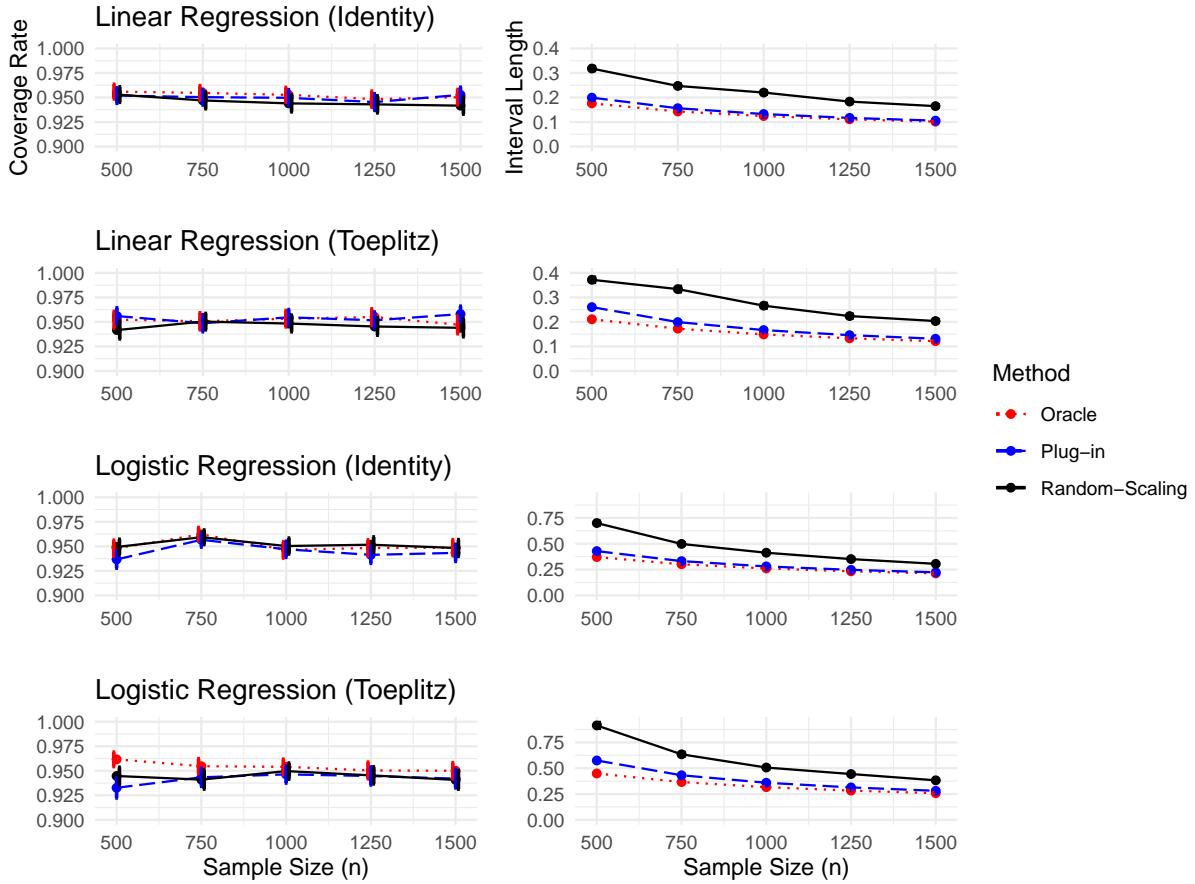 Linear Regression (Identity)
Coverage Rate
1.000
0.975
0.950
0.925
0.900
500 750 1000 1250 1500
Interval Length
0.4
0.3
0.2
0.1
0.0
500 750 1000 1250 1500
Linear Regression (Toeplitz)
1.000
0.975
0.950
0.925
0.900
500 750 1000 1250 1500
0.4
0.3
0.2
0.1
0.0
500 750 1000 1250 1500
Logistic Regression (Identity)
1.000
0.975
0.950
0.925
0.900
500 750 1000 1250 1500
0.75
0.50
0.25
0.00
500 750 1000 1250 1500
Logistic Regression (Toeplitz)
1.000
0.975
0.950
0.925
0.900
500 750 1000 1250 1500
Sample Size (n)
0.75
0.50
0.25
0.00
500 750 1000 1250 1500
Sample Size (n)
Method
Oracle
Plug−in
Random−Scaling